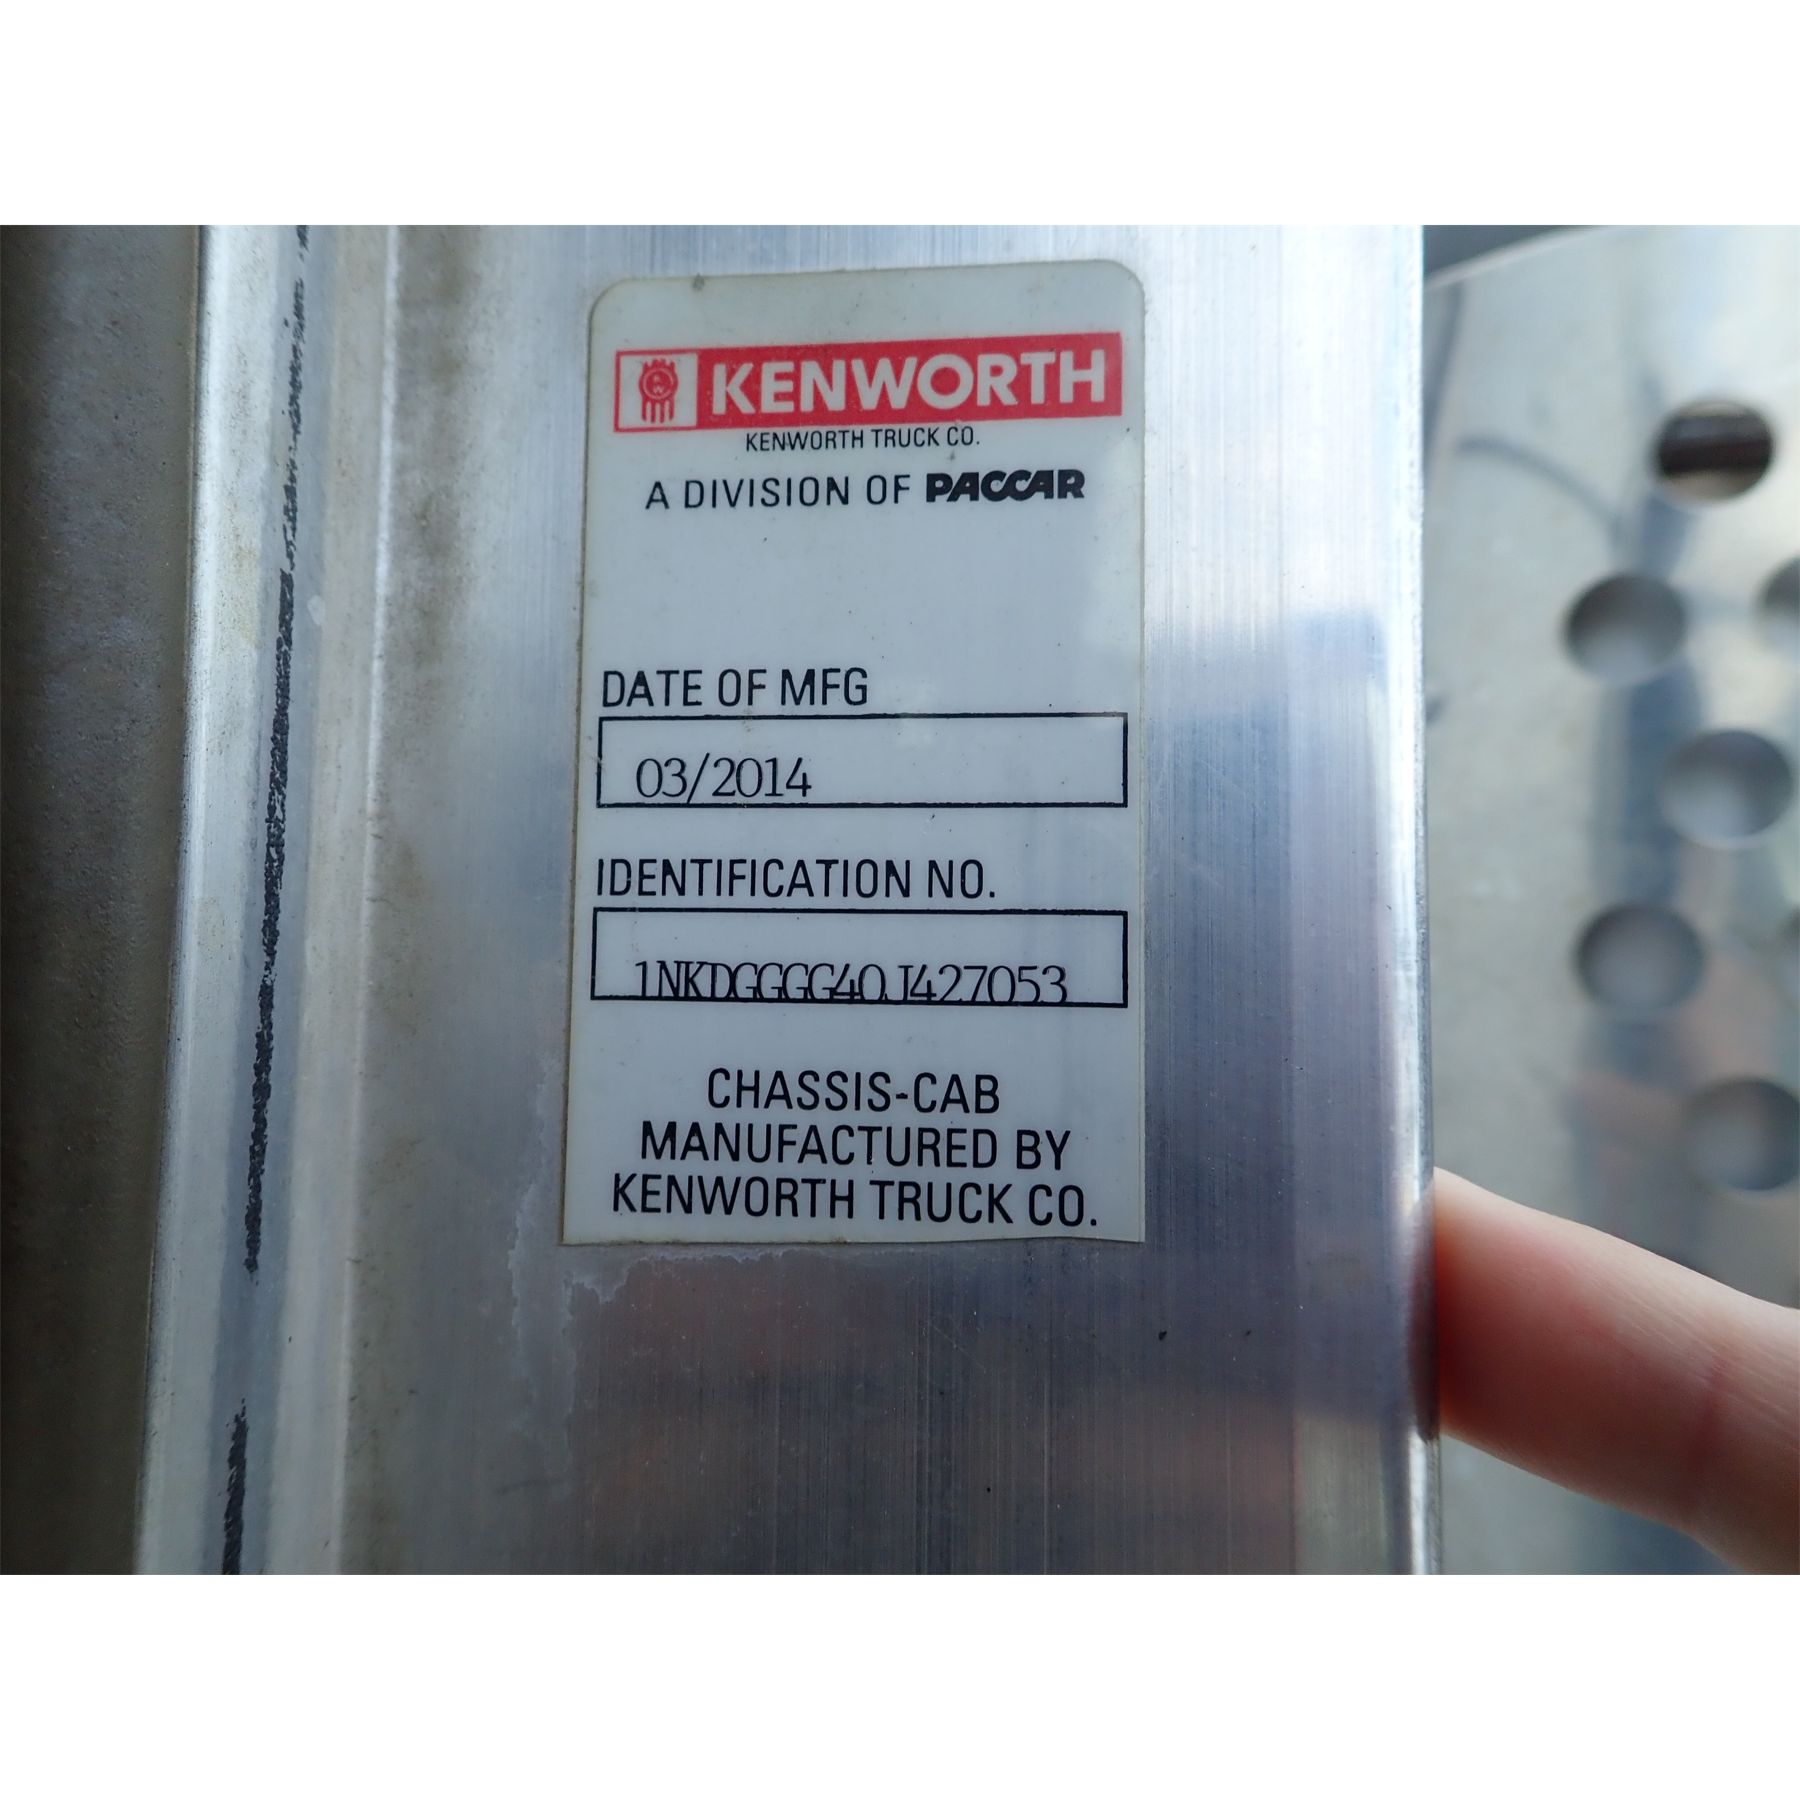 KENWORTH
KENWORTH TRUCK CO.
A DIVISION OF PACCAR
DATE OF MFG
03/2014
IDENTIFICATION NO.
1NKDGGGG40J427053
CHASSIS-CAB
MANUFACTURED BY
KENWORTH TRUCK CO.